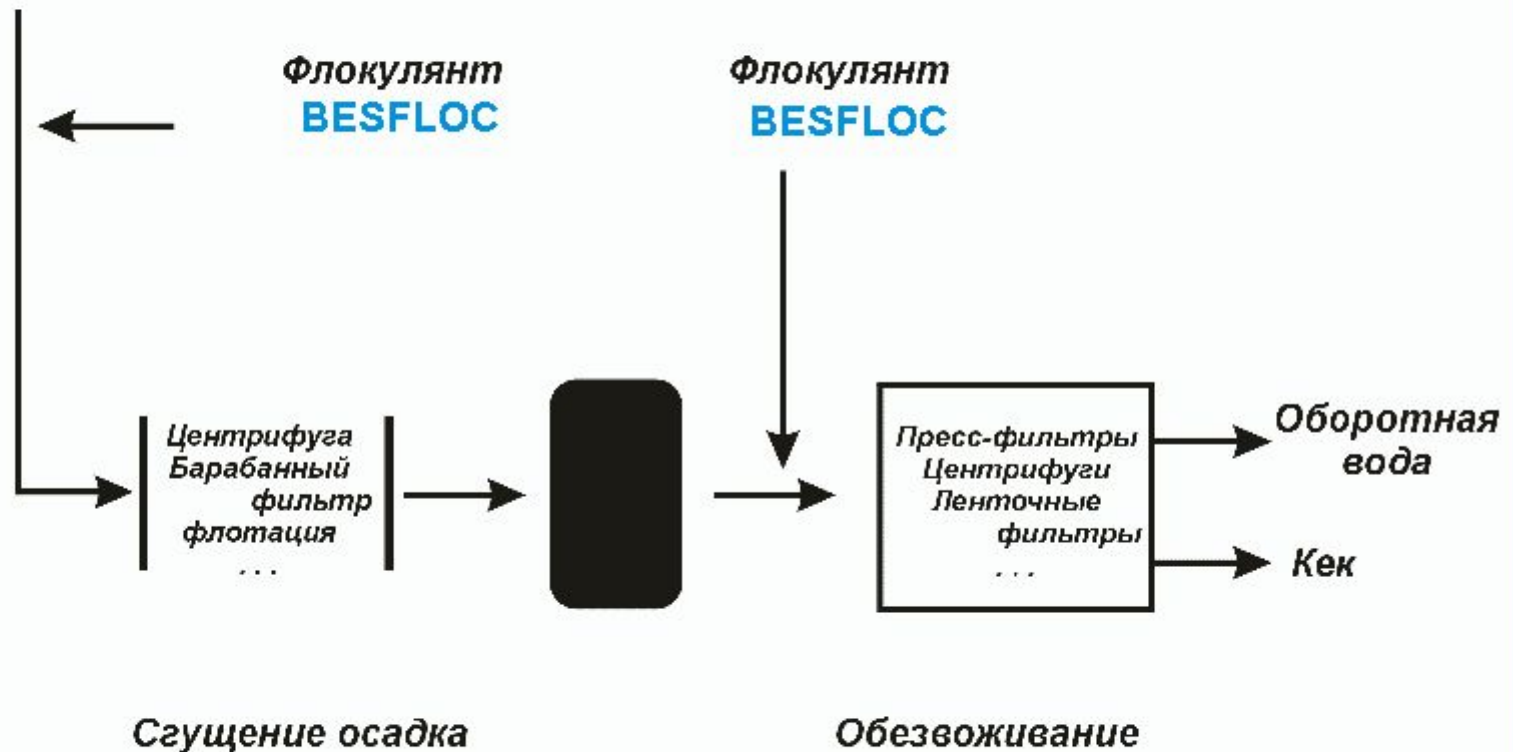 Флокулянт
BESFLOC
Флокулянт
BESFLOC
Центрифуга
Барабанный
фильтр
флотация
...
Пресс-фильтры
Центрифуги
Ленточные
фильтры
...
Оборотная
вода
Кек
Сгущение осадка
Обезвоживание